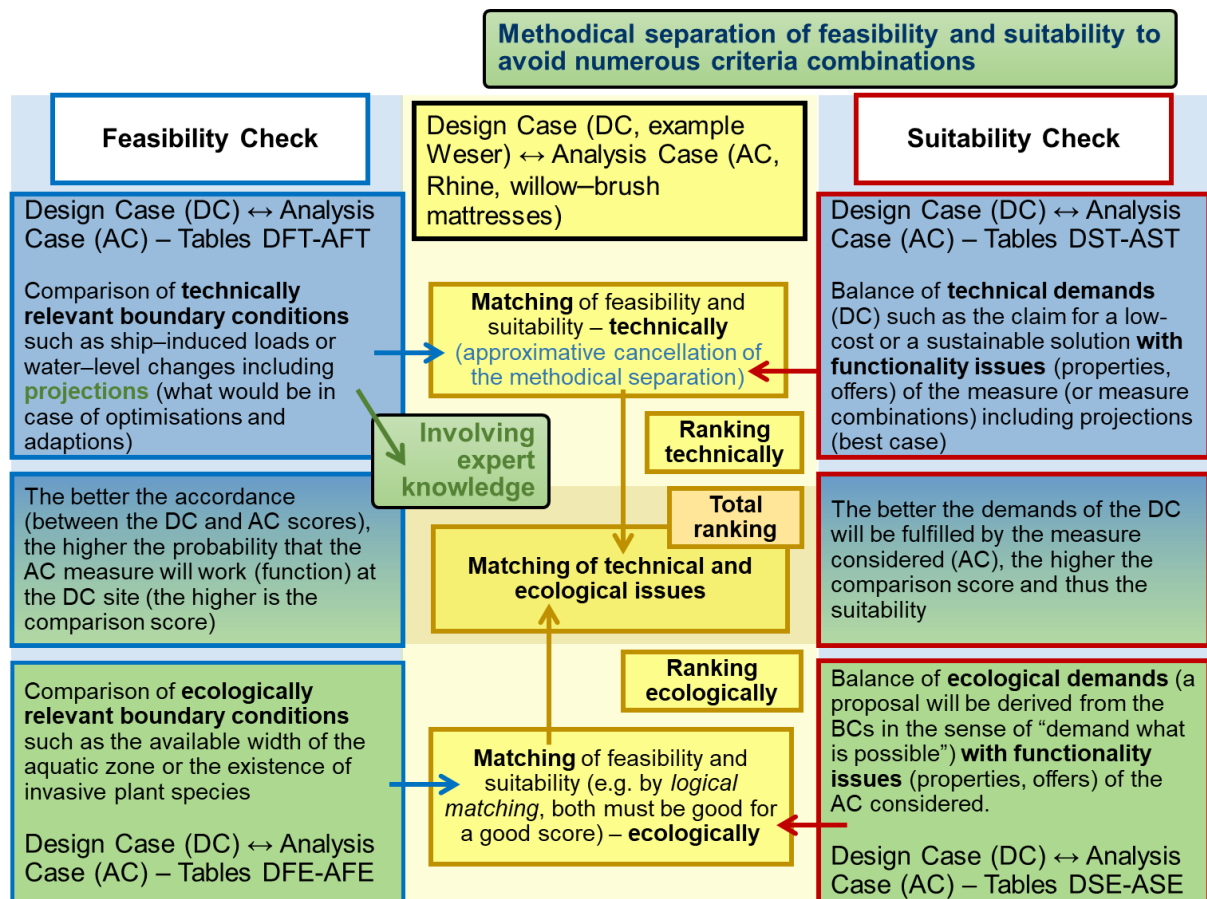 Methodical separation of feasibility and suitability to
avoid numerous criteria combinations
Feasibility Check
Design Case (DC) ↔ Analysis
Case (AC) – Tables DFT-AFT
Comparison of technically
relevant boundary conditions
such as ship–induced loads or
water–level changes including
projections (what would be in
case of optimisations and
adaptions)
The better the accordance
(between the DC and AC scores),
the higher the probability that the
AC measure will work (function) at
the DC site (the higher is the
comparison score)
Comparison of ecologically
relevant boundary conditions
such as the available width of the
aquatic zone or the existence of
invasive plant species
Design Case (DC) ↔ Analysis
Case (AC) – Tables DFE-AFE
Design Case (DC, example
Weser) ↔ Analysis Case (AC,
Rhine, willow–brush
mattresses)
Matching of feasibility and
suitability – technically
(approximative cancellation of
the methodical separation)
Involving
expert
knowledge
Ranking
technically
Total
ranking
Matching of technical and
ecological issues
Ranking
ecologically
Matching of feasibility and
suitability (e.g. by logical
matching, both must be good for
a good score) – ecologically
Suitability Check
Design Case (DC) ↔ Analysis
Case (AC) – Tables DST-AST
Balance of technical demands
(DC) such as the claim for a low-
cost or a sustainable solution with
functionality issues (properties,
offers) of the measure (or measure
combinations) including projections
(best case)
The better the demands of the DC
will be fulfilled by the measure
considered (AC), the higher the
comparison score and thus the
suitability
Balance of ecological demands (a
proposal will be derived from the
BCs in the sense of “demand what
is possible”) with functionality
issues (properties, offers) of the
AC considered.
Design Case (DC) ↔ Analysis
Case (AC) – Tables DSE-ASE